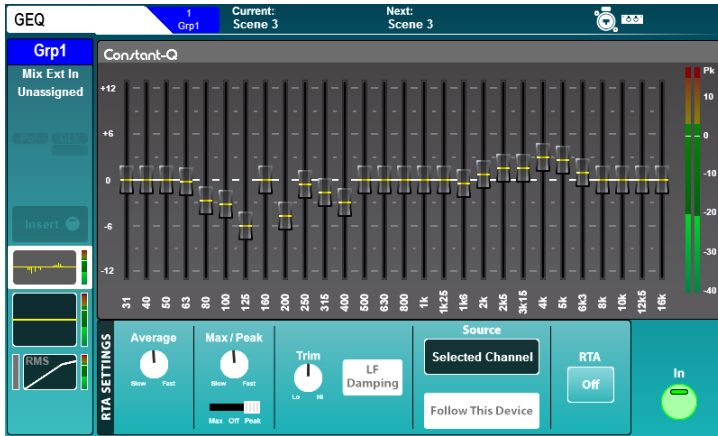 GEQ
1
Grp1
Current:
Scene 3
Next:
Scene 3
Grp1
Mix Ext In
Unassigned
Insert
RMS
Constant-Q
+12
+6
0
-6
-12
31 40 50 63 80 100 125 160 200 250 315 400 500 630 800 1k 1k25 1k6 2k 2k5 3k15 4k 5k 6k3 8k 10k 12k5 16k
Pk
10
0
-10
-20
-30
-40
RTA SETTINGS
Average
Slow Fast
Max / Peak
Slow Fast
Max Off Peak
Trim
Lo Hi
LF
Damping
Source
Selected Channel
Follow This Device
RTA
Off
In